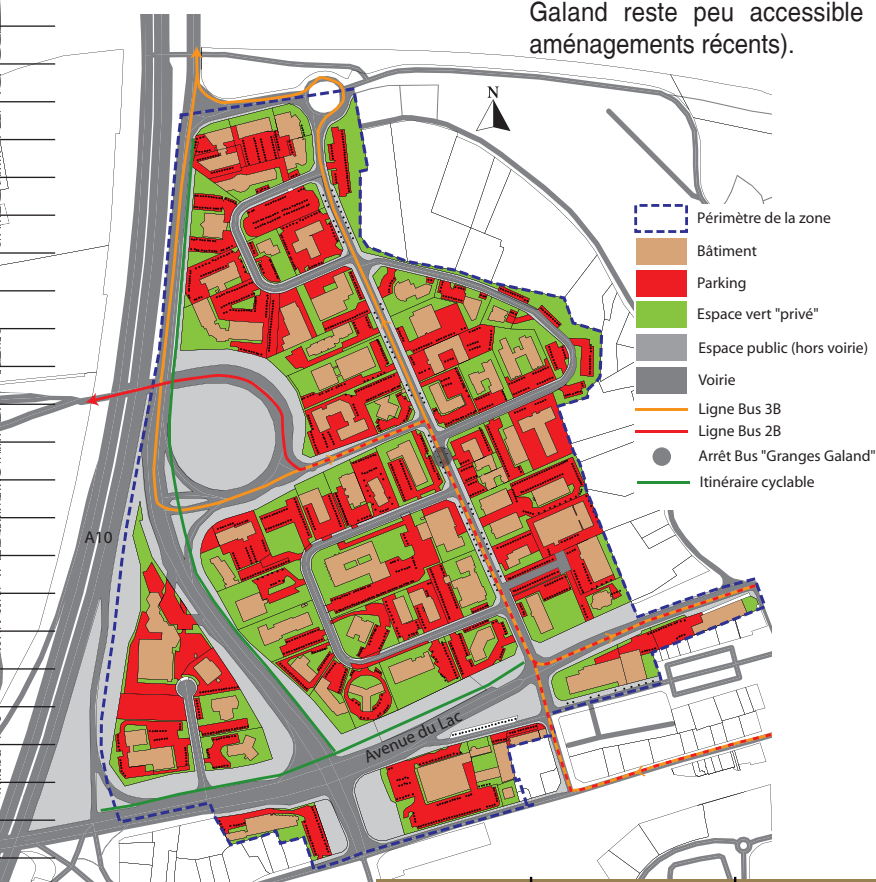 Galand reste peu accessible
aménagements récents).
N
Périmètre de la zone
Bâtiment
Parking
Espace vert "privé"
Espace public (hors voirie)
Voirie
Ligne Bus 3B
Ligne Bus 2B
Arrêt Bus "Granges Galand"
Itinéraire cyclable
A10
Avenue du Lac